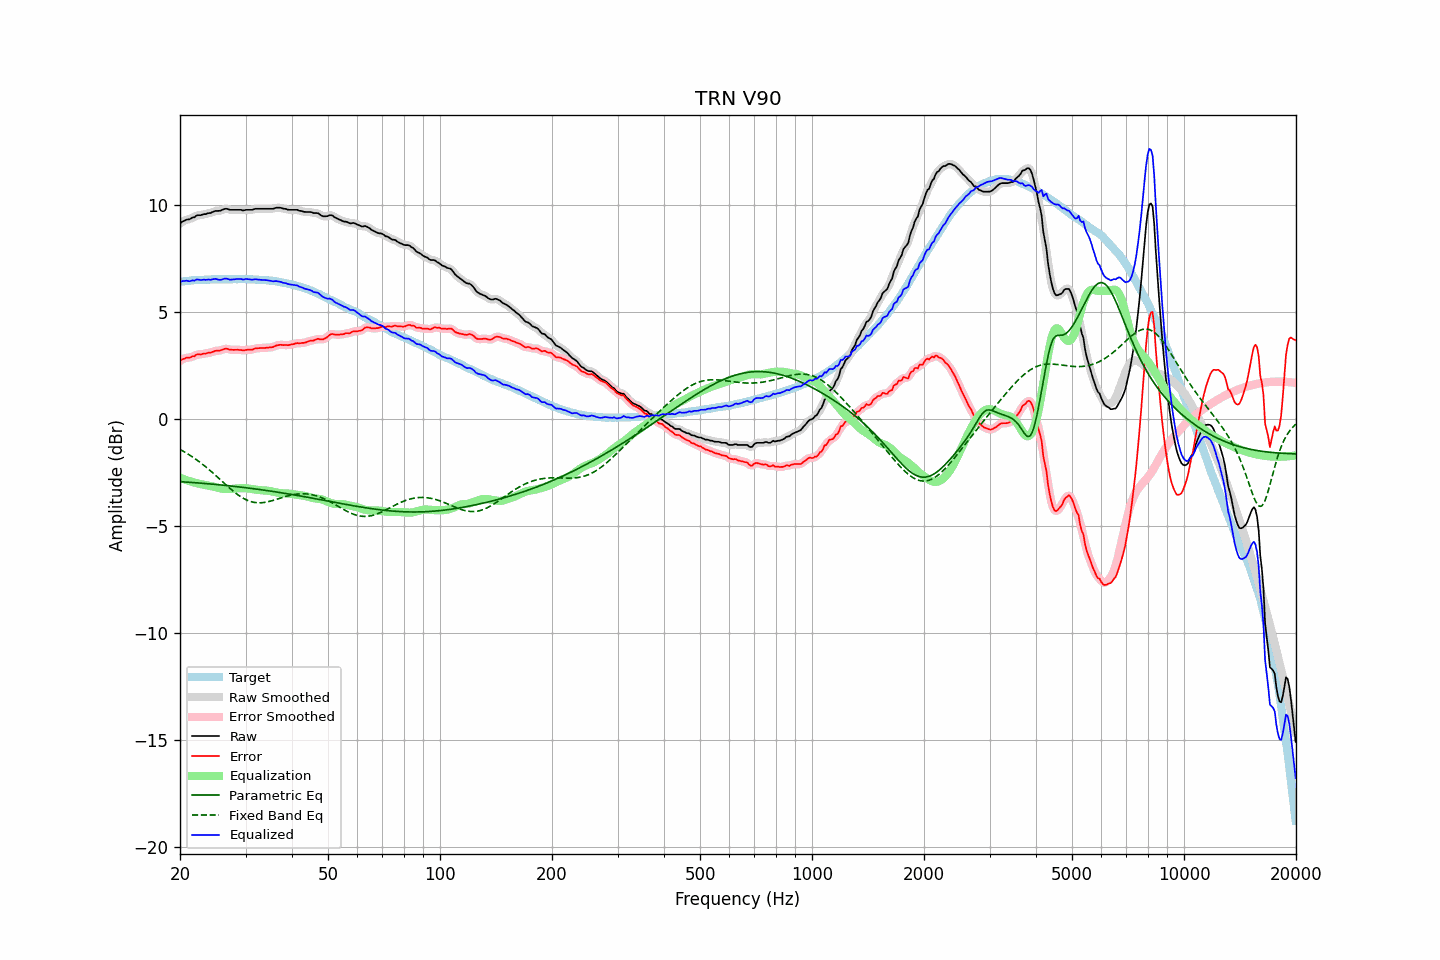 TRN V90
Amplitude (dBr)
10
5
0
−5
−10
−15
−20
Target
Raw Smoothed
Error Smoothed
Raw
Error
Equalization
Parametric Eq
Fixed Band Eq
Equalized
20
50
100
200
500
1000
2000
5000
10000
20000
Frequency (Hz)